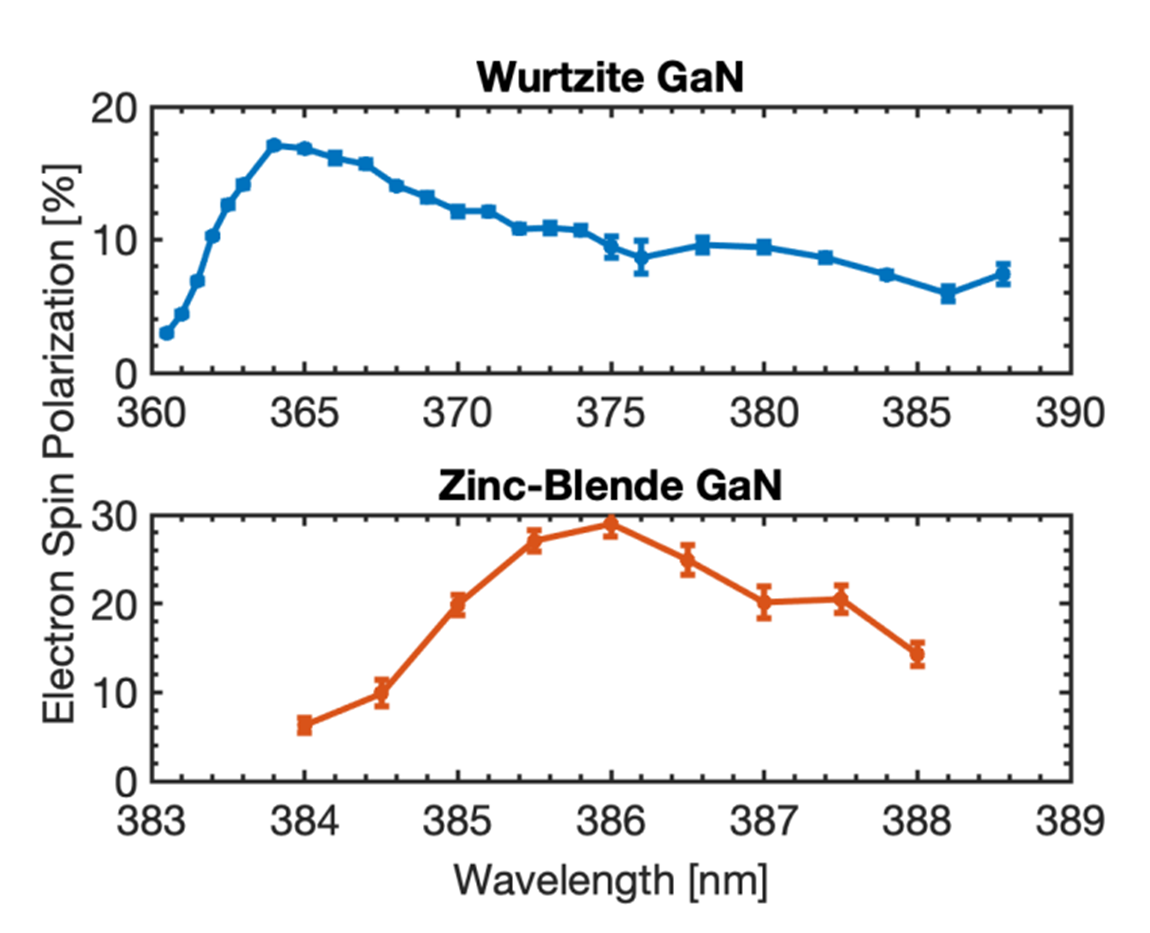 Wurtzite GaN
20
10
0
360 365 370 375 380 385 390
Electron Spin Polarization [%]
Zinc-Blende GaN
30
20
10
0
383 384 385 386 387 388 389
Wavelength [nm]